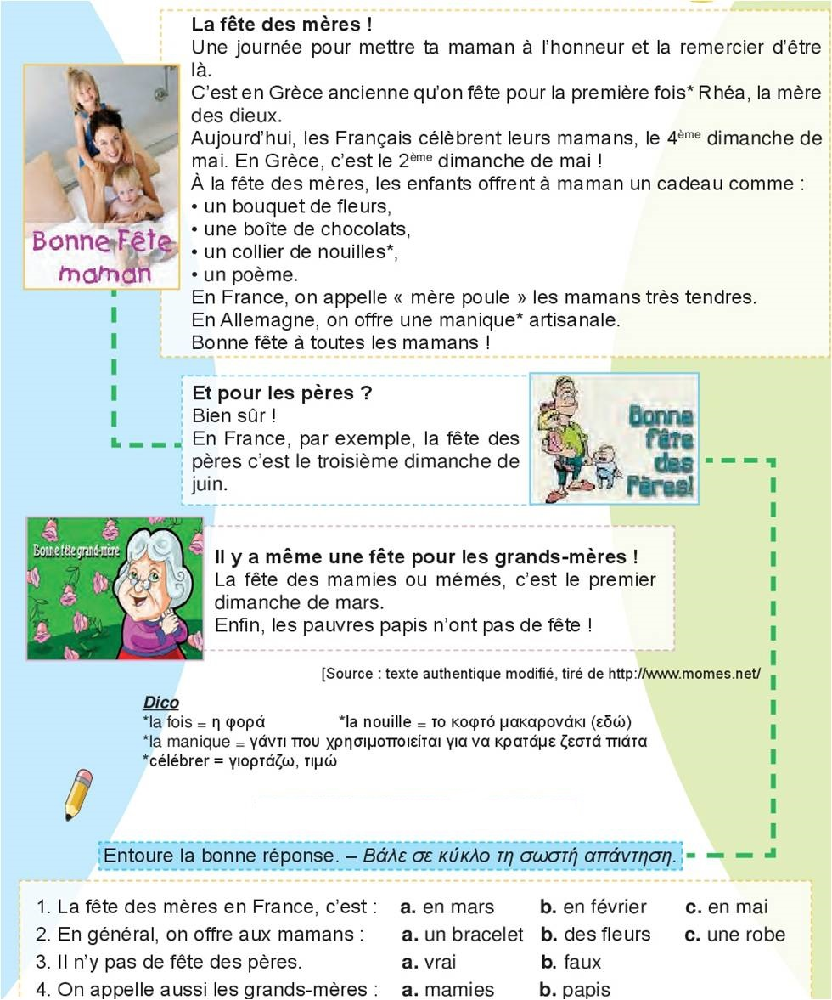 La fête des mères !
Une journée pour mettre ta maman à l'honneur et la remercier d'être
là.
C'est en Grèce ancienne qu'on fête pour la première fois* Rhéa, la mère
des dieux.
Aujourd'hui, les Français célèbrent leurs mamans, le 4ème dimanche de
mai. En Grèce, c'est le 2ème dimanche de mai !
À la fête des mères, les enfants offrent à maman un cadeau comme :
• un bouquet de fleurs,
• une boîte de chocolats,
• un collier de nouilles*,
• un poème.
En France, on appelle « mère poule » les mamans très tendres.
En Allemagne, on offre une manique* artisanale.
Bonne fête à toutes les mamans !
Bonne Fête
maman
Et pour les pères ?
Bien sûr !
En France, par exemple, la fête des
pères c'est le troisième dimanche de
juin.
Bonne
fête
des
Pères!
Bonne fête grand-mère
Il y a même une fête pour les grands-mères !
La fête des mamies ou mémés, c'est le premier
dimanche de mars.
Enfin, les pauvres papis n'ont pas de fête !
[Source : texte authentique modifié, tiré de http://www.momes.net/
Dico
*la fois = η φορά *la nouille = το κοφτό μακαρονάκι (εδώ)
*la manique = γάντι που χρησιμοποιείται για να κρατάμε ζεστά πιάτα
*célébrer = γιορτάζω, τιμώ
Entoure la bonne réponse. – Βάλε σε κύκλο τη σωστή απάντηση.
1. La fête des mères en France, c'est : a. en mars b. en février c. en mai
2. En général, on offre aux mamans : a. un bracelet b. des fleurs c. une robe
3. Il n'y pas de fête des pères. a. vrai b. faux
4. On appelle aussi les grands-mères : a. mamies b. papis